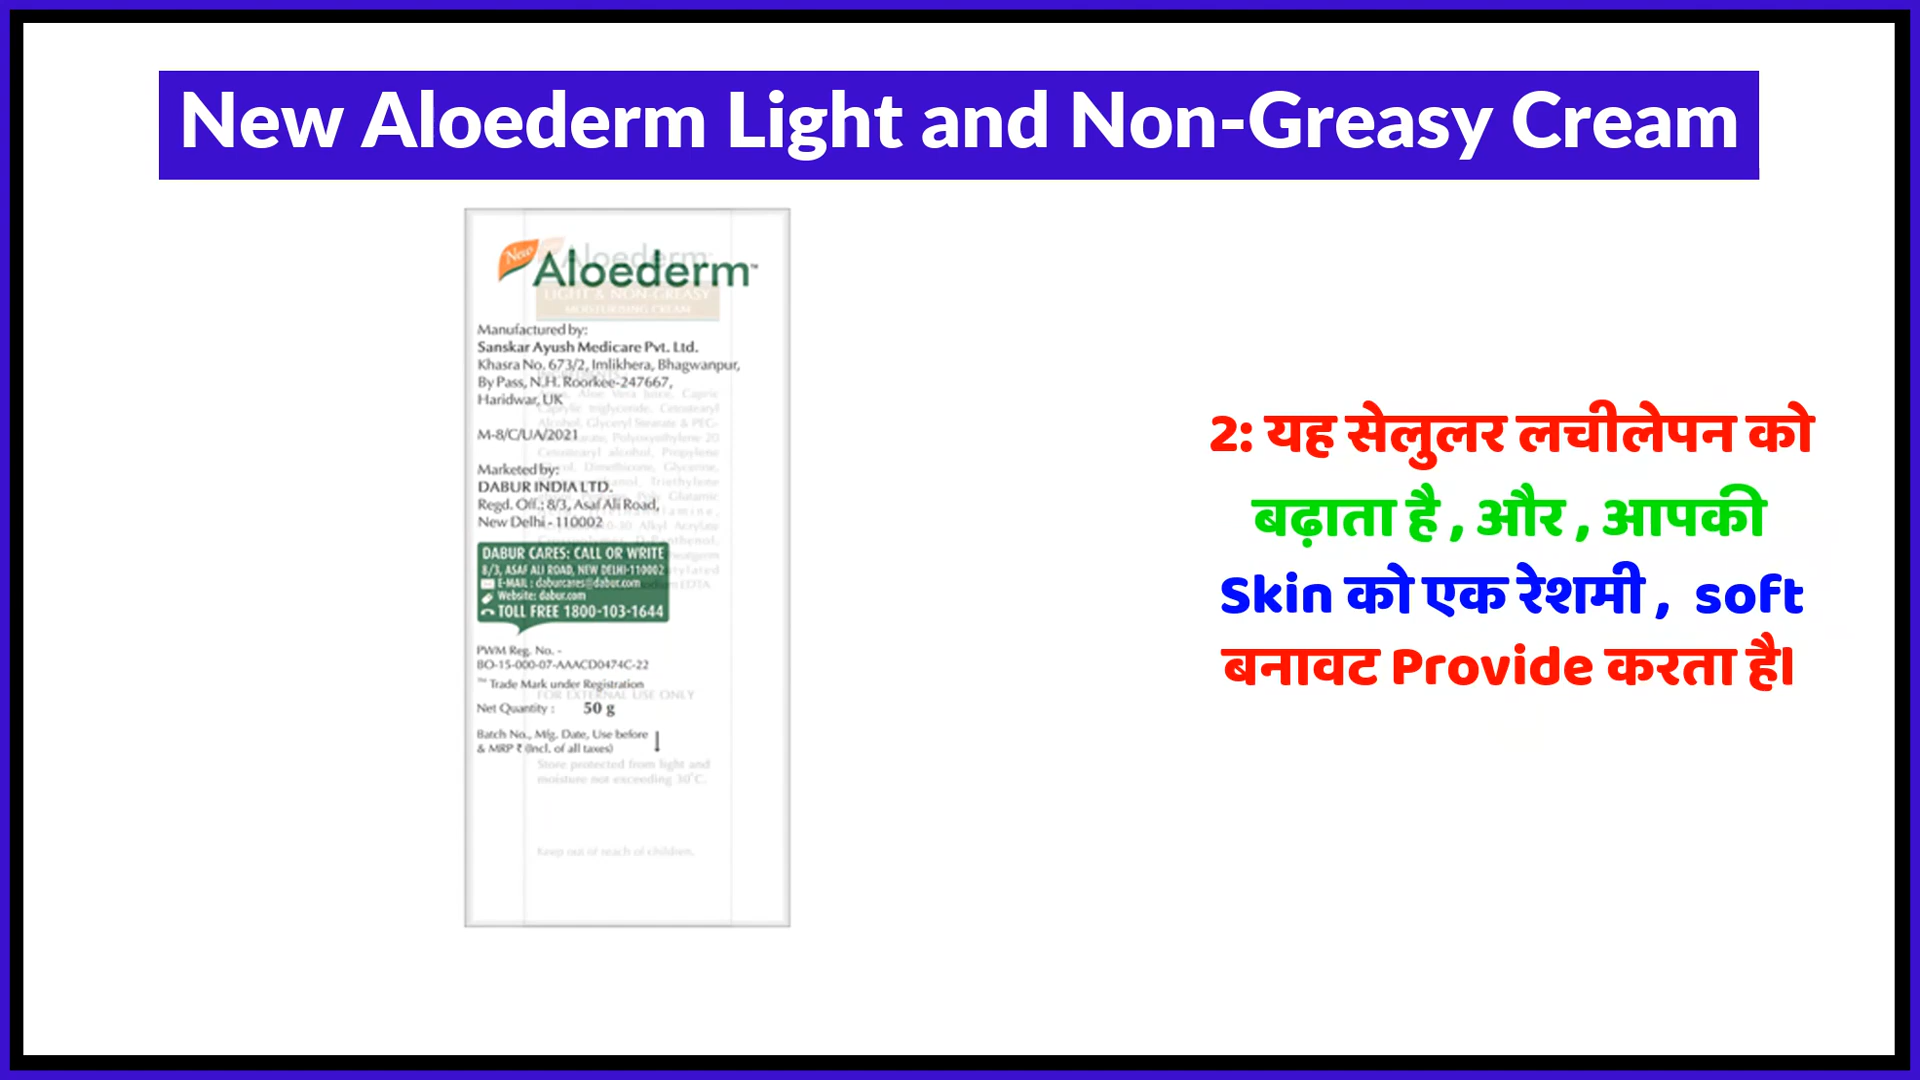 New Aloederm Light and Non-Greasy Cream
New
Aloederm™
LIGHT & NON-GREASY
MOISTURISING CREAM
Manufactured by:
Sanskar Ayush Medicare Pvt. Ltd.
Khasra No. 673/2, Imlikhera, Bhagwanpur,
By Pass, N.H. Roorkee-247667,
Haridwar, UK
M-8/C/UA/2021
Marketed by:
DABUR INDIA LTD.
Regd. Off.: 8/3, Asaf Ali Road,
New Delhi - 110002
DABUR CARES: CALL OR WRITE
8/3, ASAF ALI ROAD, NEW DELHI-110002
E-MAIL : daburcares@dabur.com
Website: dabur.com
TOLL FREE 1800-103-1644
PWM Reg. No. -
BO-15-000-07-AAACD0474C-22
™ Trade Mark under Registration
FOR EXTERNAL USE ONLY
Net Quantity : 50 g
Batch No., Mfg. Date, Use before
& MRP ₹ (Incl. of all taxes)
Store protected from light and
moisture not exceeding 30°C.
Keep out of reach of children.
2: यह सेलुलर लचीलेपन को
बढ़ाता है , और , आपकी
Skin को एक रेशमी , soft
बनावट Provide करता है।